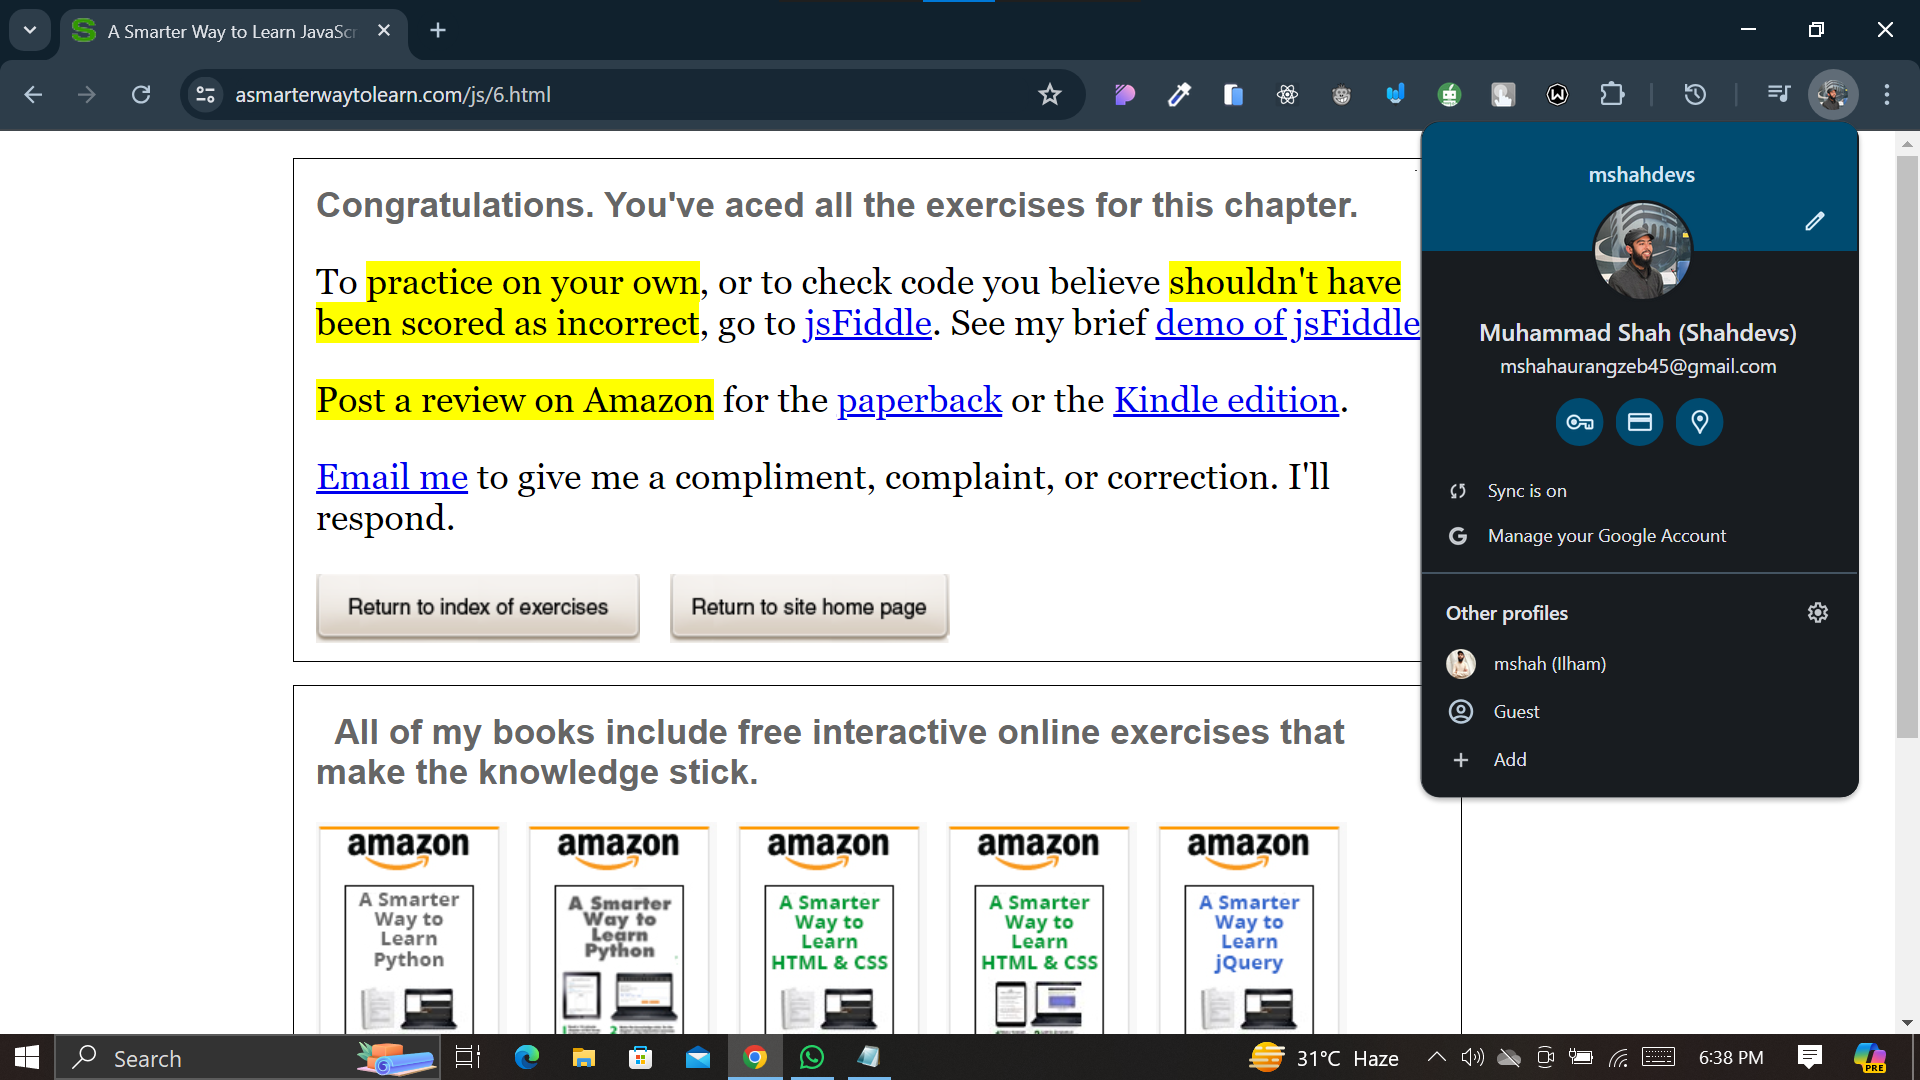 A Smarter Way to Learn JavaScr
asmarterwaytolearn.com/js/6.html
Congratulations. You've aced all the exercises for this chapter.
To practice on your own, or to check code you believe shouldn't have
been scored as incorrect, go to jsFiddle. See my brief demo of jsFiddle
Post a review on Amazon for the paperback or the Kindle edition.
Email me to give me a compliment, complaint, or correction. I'll
respond.
Return to index of exercises
Return to site home page
mshahdevs
Muhammad Shah (Shahdevs)
mshahaurangzeb45@gmail.com
Sync is on
Manage your Google Account
Other profiles
mshah (Ilham)
Guest
Add
All of my books include free interactive online exercises that
make the knowledge stick.
amazon
A Smarter
Way to
Learn
Python
amazon
A Smarter
Way to
Learn
Python
amazon
A Smarter
Way to
Learn
HTML & CSS
amazon
A Smarter
Way to
Learn
HTML & CSS
amazon
A Smarter
Way to
Learn
jQuery
Search
31°C Haze
6:38 PM
PRE